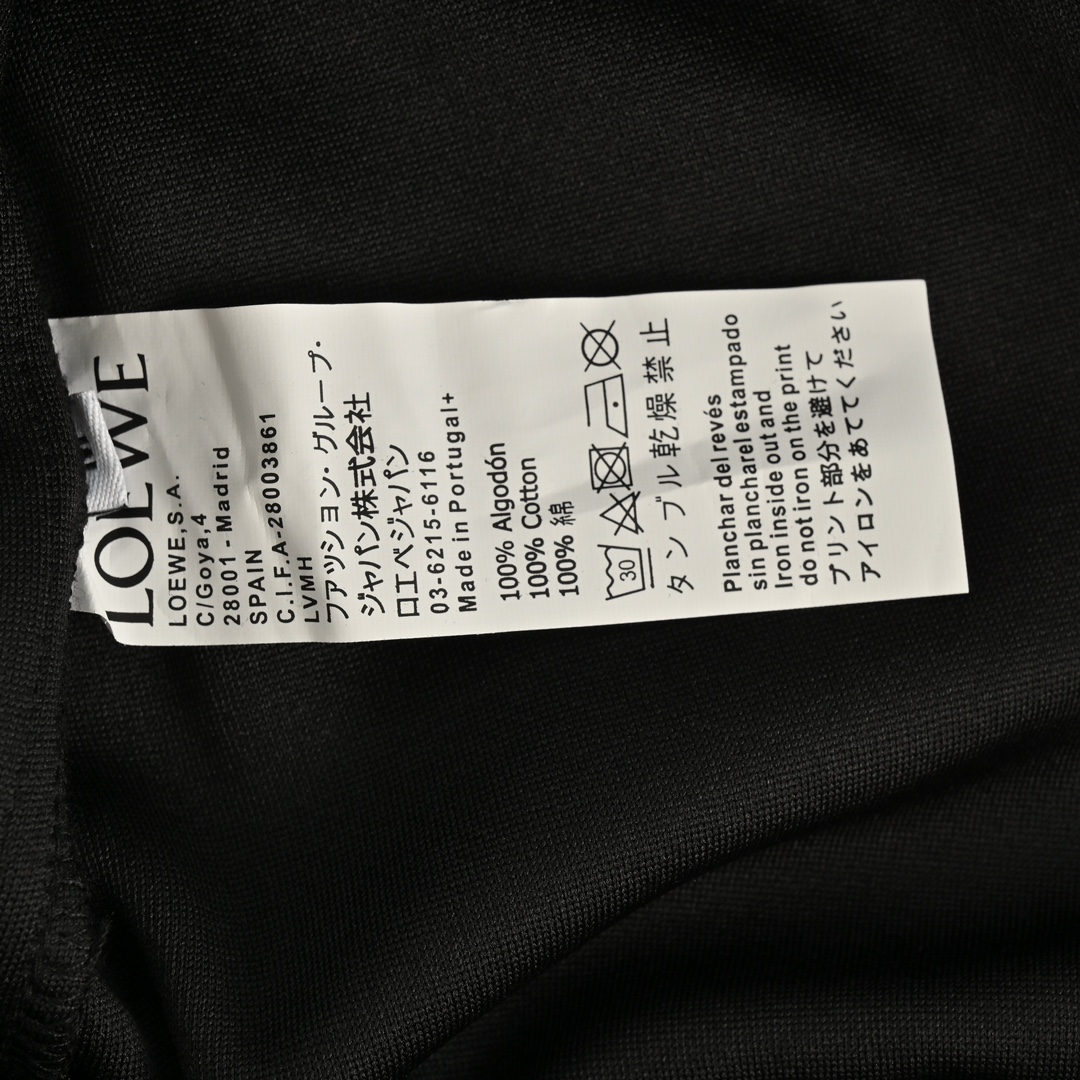 LOEWE
LOEWE,S.A.
C/Goya,4
28001 - Madrid
SPAIN
C.I.F.A-28003861
LVMH
ファッション・グループ・
ジャパン株式会社
ロエベジャパン
03-6215-6116
Made in Portugal+
100% Algodón
100% Cotton
100% 綿
30
タンブル乾燥禁止
Planchar del revés
sin planchar el estampado
Iron inside out and
do not iron on the print
プリント部分を避けて
アイロンをあててください